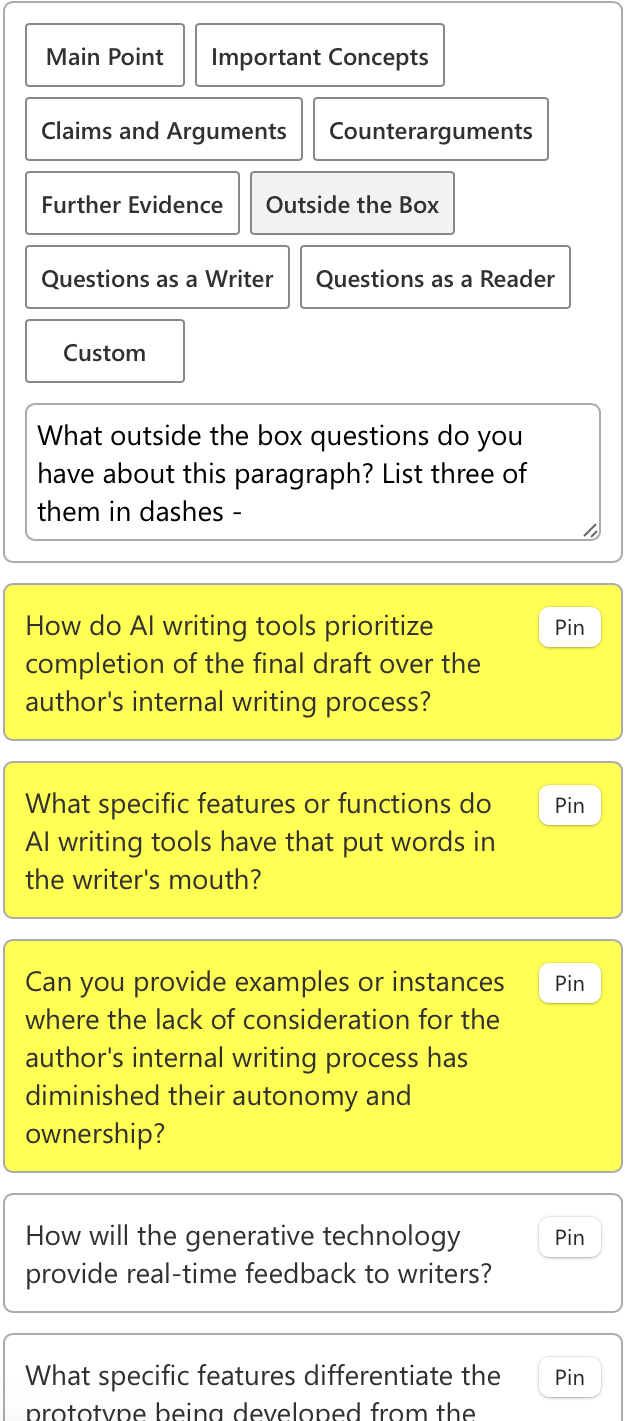 Main Point
Important Concepts
Claims and Arguments
Counterarguments
Further Evidence
Outside the Box
Questions as a Writer
Questions as a Reader
Custom
What outside the box questions do you
have about this paragraph? List three of
them in dashes -
How do AI writing tools prioritize
completion of the final draft over the
author's internal writing process?
Pin
What specific features or functions do
AI writing tools have that put words in
the writer's mouth?
Pin
Can you provide examples or instances
where the lack of consideration for the
author's internal writing process has
diminished their autonomy and
ownership?
Pin
How will the generative technology
provide real-time feedback to writers?
Pin
What specific features differentiate the
prototype being developed from the
Pin